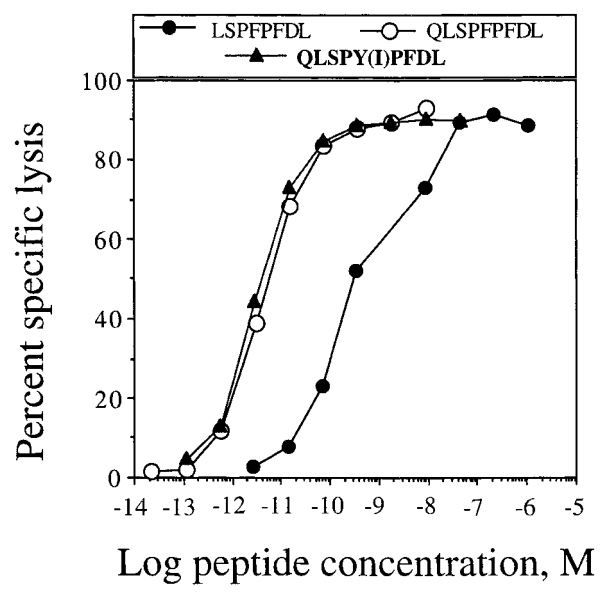 LSPFPFDL QLSPFPFDL
QLSPY(I)PFDL
Percent specific lysis
100
80
60
40
20
0
-14 -13 -12 -11 -10 -9 -8 -7 -6 -5
Log peptide concentration, M